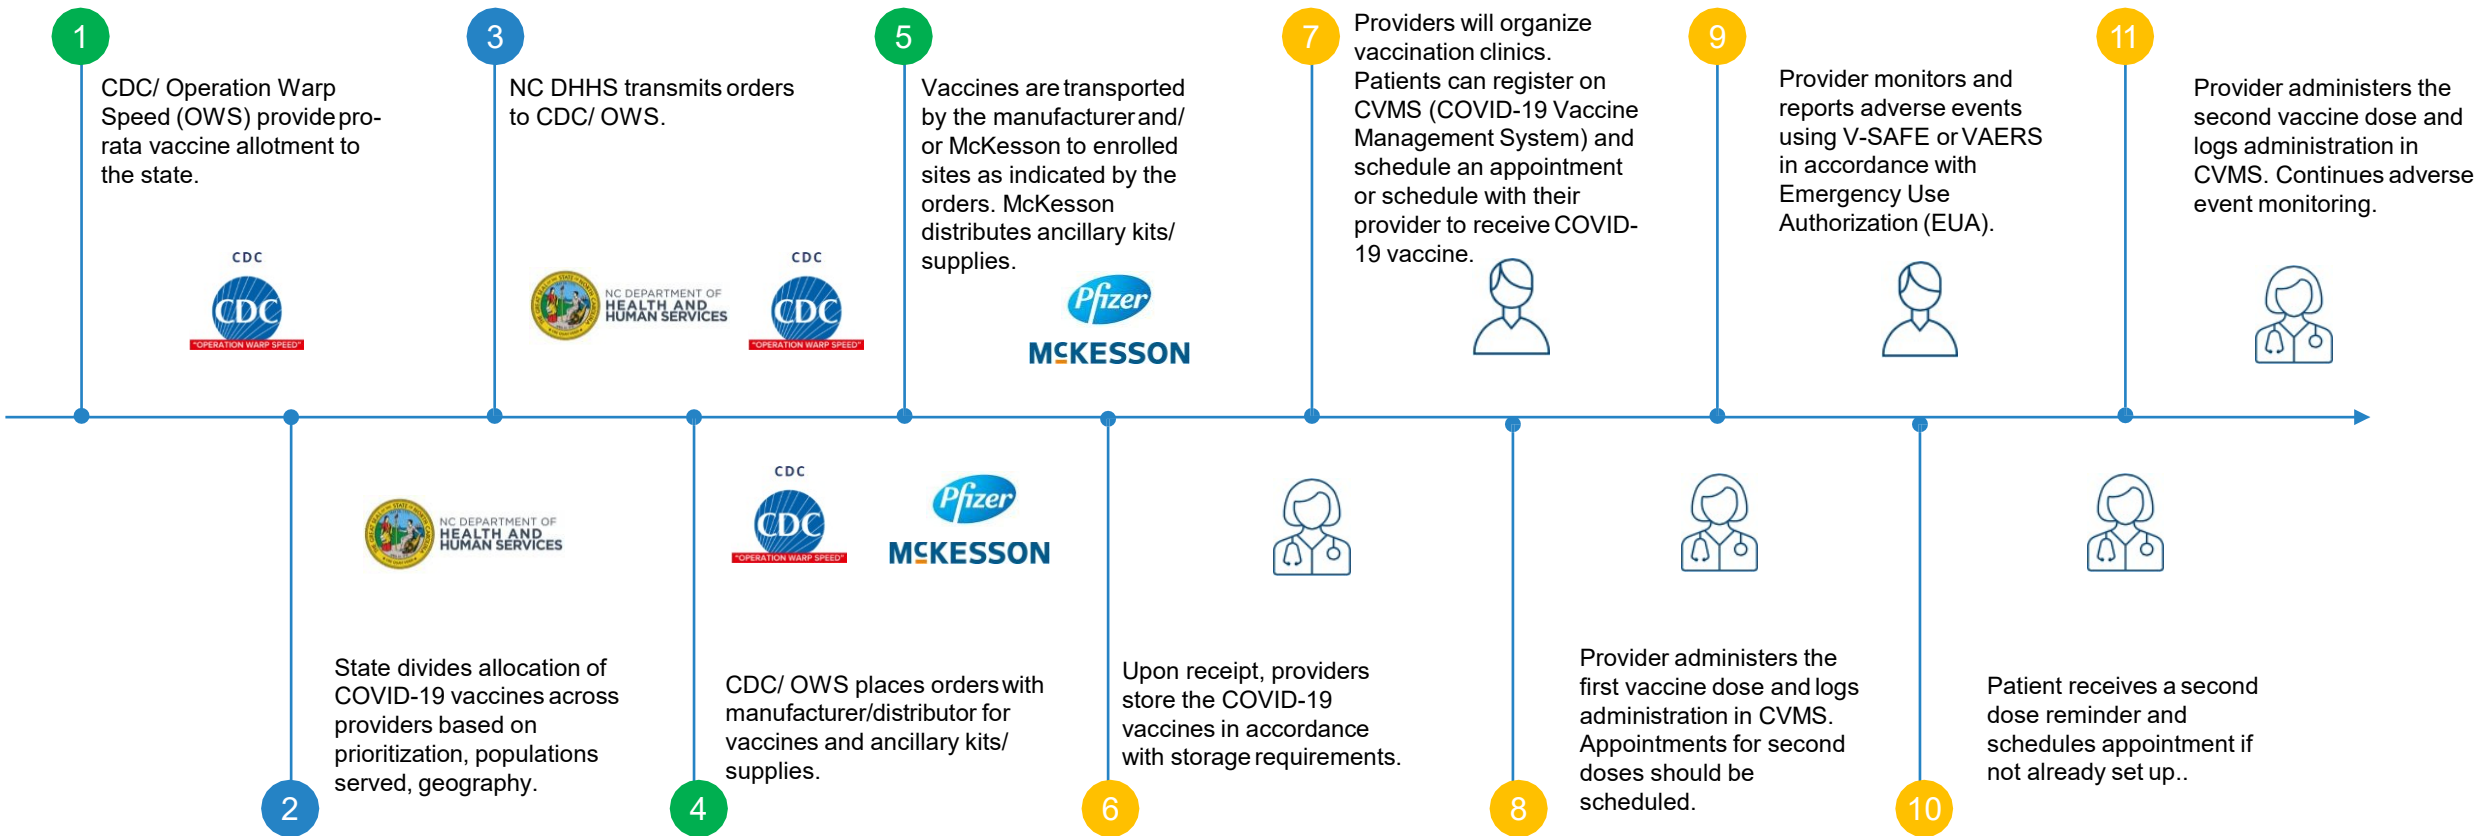 1
CDC/ Operation Warp
Speed (OWS) provide pro-
rata vaccine allotment to
the state.
CDC
CDC
"OPERATION WARP SPEED"
2
NC DEPARTMENT OF
HEALTH AND
HUMAN SERVICES
State divides allocation of
COVID-19 vaccines across
providers based on
prioritization, populations
served, geography.
3
NC DHHS transmits orders
to CDC/ OWS.
NC DEPARTMENT OF
HEALTH AND
HUMAN SERVICES
CDC
CDC
"OPERATION WARP SPEED"
4
CDC
CDC
"OPERATION WARP SPEED"
Pfizer
MCKESSON
CDC/ OWS places orders with
manufacturer/distributor for
vaccines and ancillary kits/
supplies.
5
Vaccines are transported
by the manufacturer and/
or McKesson to enrolled
sites as indicated by the
orders. McKesson
distributes ancillary kits/
supplies.
Pfizer
MCKESSON
6
Upon receipt, providers
store the COVID-19
vaccines in accordance
with storage requirements.
7
Providers will organize
vaccination clinics.
Patients can register on
CVMS (COVID-19 Vaccine
Management System) and
schedule an appointment
or schedule with their
provider to receive COVID-
19 vaccine.
8
Provider administers the
first vaccine dose and logs
administration in CVMS.
Appointments for second
doses should be
scheduled.
9
Provider monitors and
reports adverse events
using V-SAFE or VAERS
in accordance with
Emergency Use
Authorization (EUA).
10
Patient receives a second
dose reminder and
schedules appointment if
not already set up..
11
Provider administers the
second vaccine dose and
logs administration in
CVMS. Continues adverse
event monitoring.